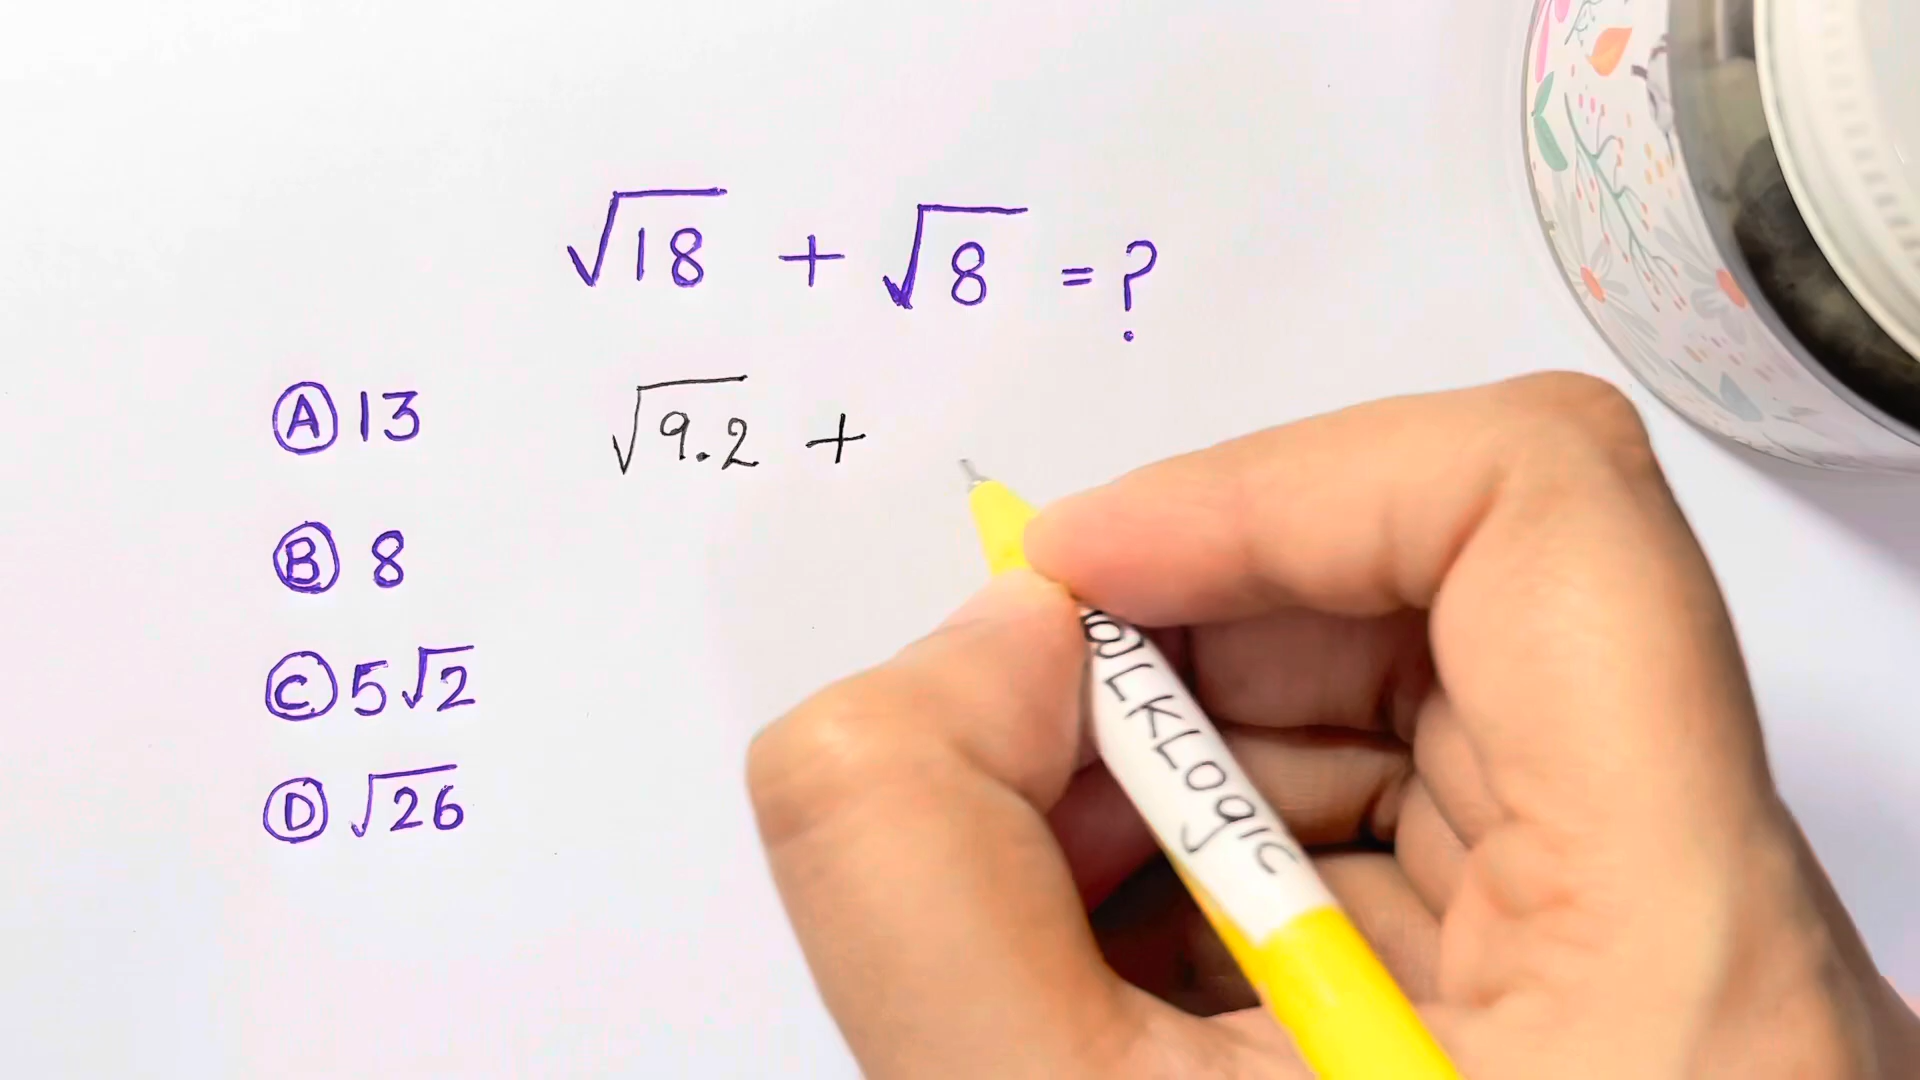 √18 + √8 = ?
Ⓐ 13
√9.2 +
Ⓑ 8
Ⓒ 5√2
Ⓓ √26
@LKLogic